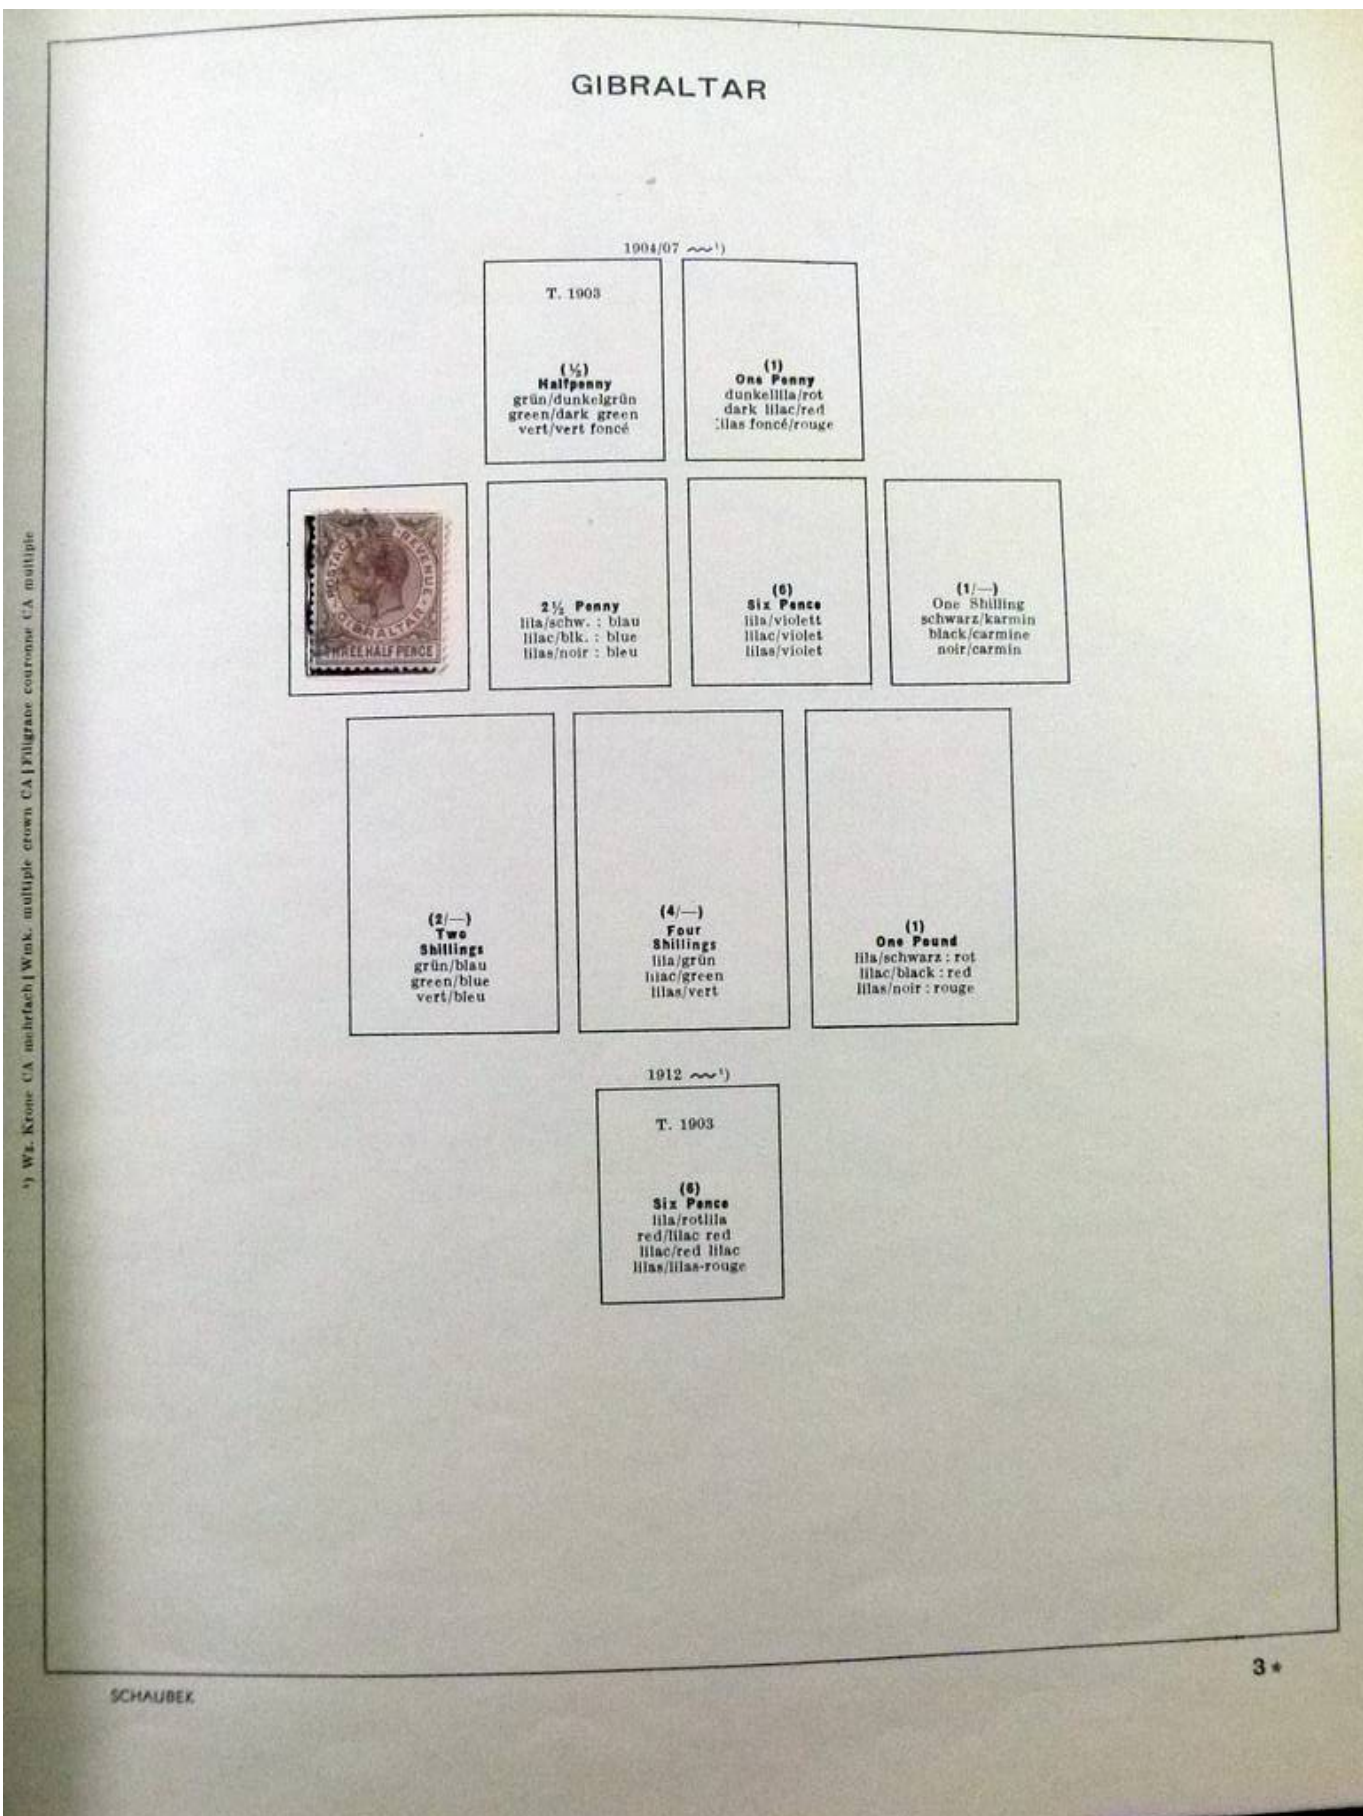 GIBRALTAR
1904/07 ¹)
T. 1903
(½)
Halfpenny
grün/dunkelgrün
green/dark green
vert/vert foncé
(1)
One Penny
dunkellila/rot
dark lilac/red
lilas foncé/rouge
POSTAGE & REVENUE
GIBRALTAR
THREE HALF PENCE
2½ Penny
lila/schw. : blau
lilac/blk. : blue
lilas/noir : bleu
(6)
Six Pence
lila/violett
lilac/violet
lilas/violet
(1/—)
One Shilling
schwarz/karmin
black/carmine
noir/carmin
(2/—)
Two
Shillings
grün/blau
green/blue
vert/bleu
(4/—)
Four
Shillings
lila/grün
lilac/green
lilas/vert
(1)
One Pound
lila/schwarz : rot
lilac/black : red
lilas/noir : rouge
1912 ¹)
T. 1903
(6)
Six Pence
lila/rotlila
red/lilac red
lilac/red lilac
lilas/lilas-rouge
¹) Wz. Krone CA mehrfach | Wmk. multiple crown CA | Filigrane couronne CA multiple
SCHAUBEK
3*